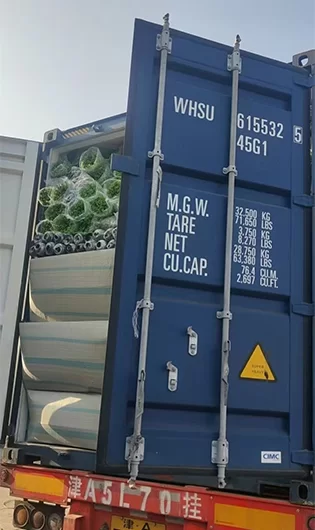 WHSU 615532 5
45G1
M.G.W. 32.500 KG
71.650 LBS
TARE 3.750 KG
8.270 LBS
NET 28.750 KG
63.380 LBS
CU.CAP. 76.4 CU.M.
2.697 CU.FT.
CIMC
津A5L70挂